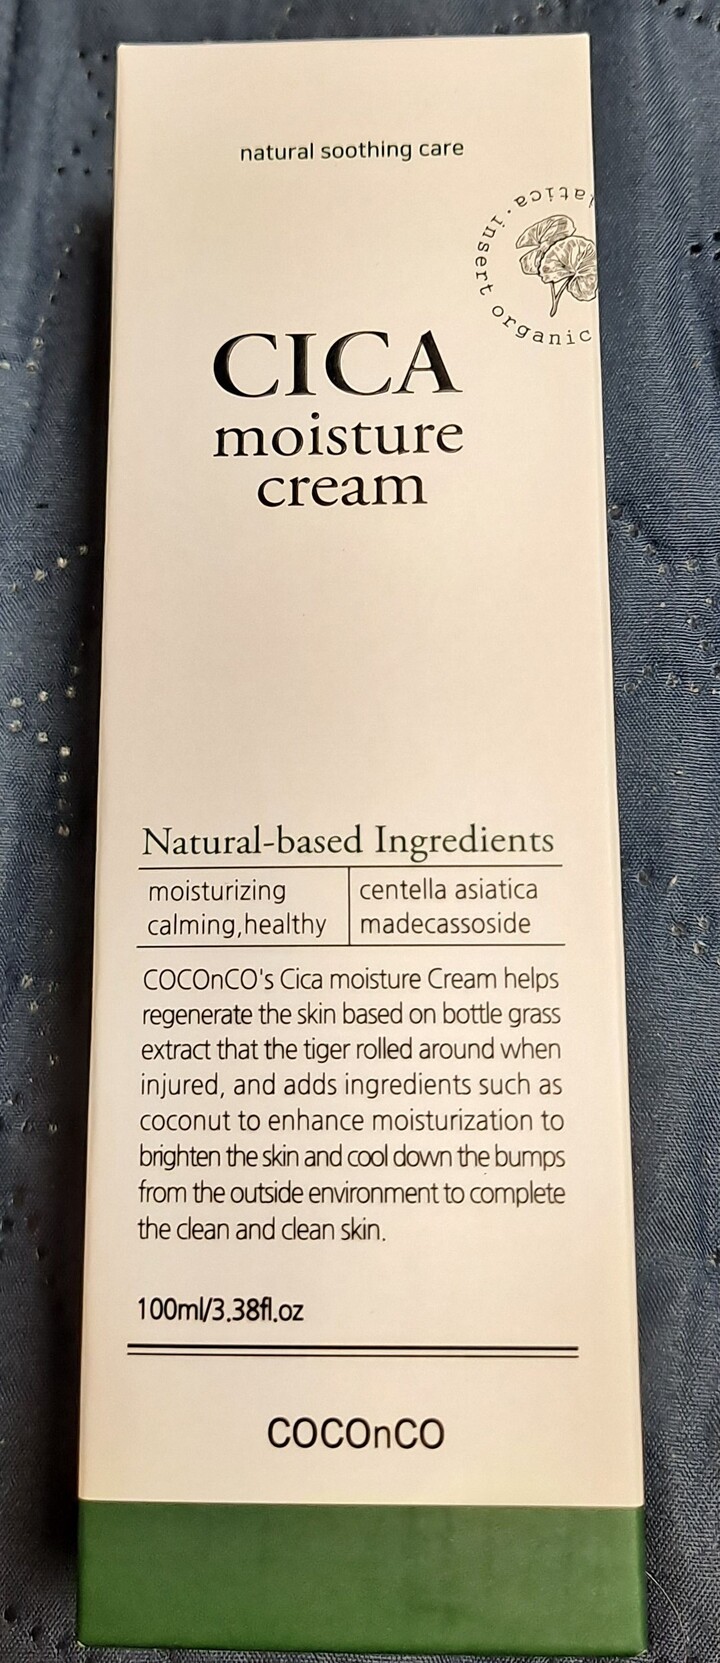 natural soothing care
insert organic
CICA
moisture
cream
Natural-based Ingredients
moisturizing
calming,healthy
centella asiatica
madecassoside
COCOnCO's Cica moisture Cream helps
regenerate the skin based on bottle grass
extract that the tiger rolled around when
injured, and adds ingredients such as
coconut to enhance moisturization to
brighten the skin and cool down the bumps
from the outside environment to complete
the clean and clean skin.
100ml/3.38fl.oz
COCOnCO